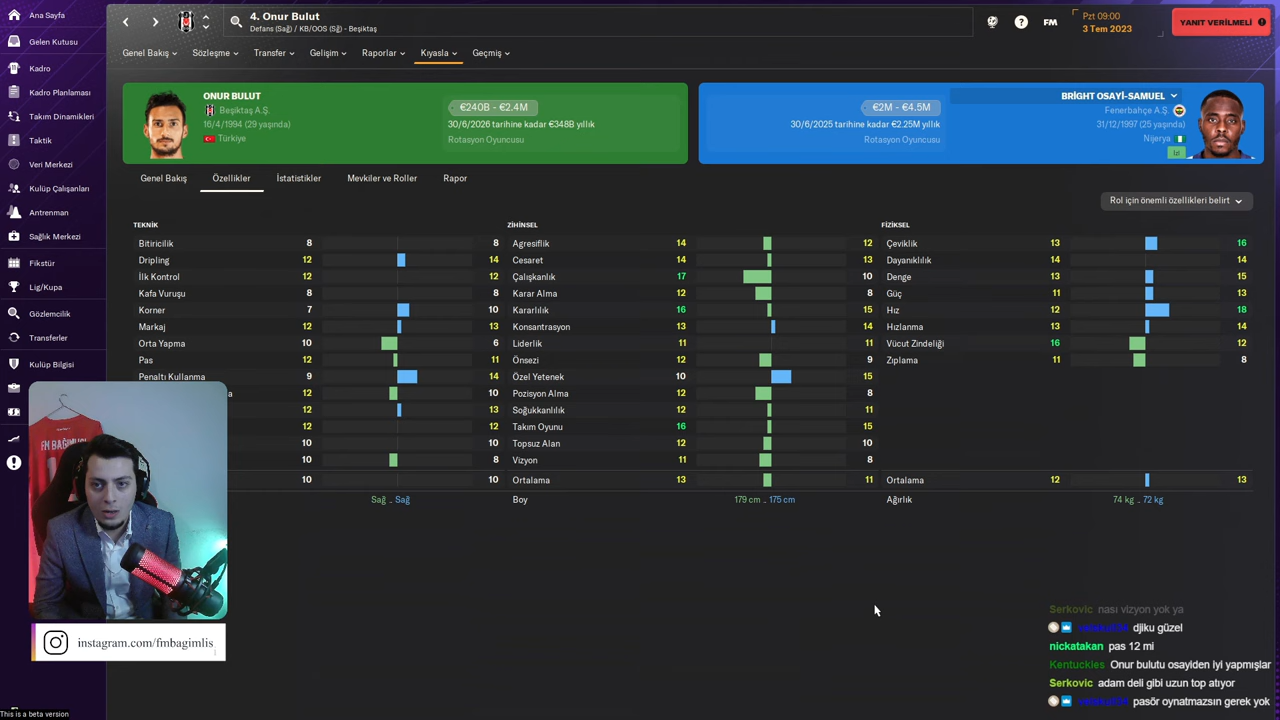 Ana Sayfa
Gelen Kutusu
Kadro
Kadro Planlaması
Takım Dinamikleri
Taktik
Veri Merkezi
Kulüp Çalışanları
Antrenman
Sağlık Merkezi
Fikstür
Lig/Kupa
Gözlemcilik
Transferler
Kulüp Bilgisi
4. Onur Bulut
Defans (Sağ) / KB/OOS (Sğ) - Beşiktaş
FM
Pzt 09:00
3 Tem 2023
YANIT VERİLMELİ
Genel Bakış Sözleşme Transfer Gelişim Raporlar Kıyasla Geçmiş
ONUR BULUT
Beşiktaş A.Ş.
16/4/1994 (29 yaşında)
Türkiye
€240B - €2.4M
30/6/2026 tarihine kadar €348B yıllık
Rotasyon Oyuncusu
€2M - €4.5M
30/6/2025 tarihine kadar €2.25M yıllık
Rotasyon Oyuncusu
BRİGHT OSAYİ-SAMUEL
Fenerbahçe A.Ş.
31/12/1997 (25 yaşında)
Nijerya
Genel Bakış Özellikler İstatistikler Mevkiler ve Roller Rapor
Rol için önemli özellikleri belirt
TEKNİK
Bitiricilik 8 8
Dripling 12 14
İlk Kontrol 12 12
Kafa Vuruşu 8 8
Korner 7 10
Markaj 12 13
Orta Yapma 10 6
Pas 12 11
Penaltı Kullanma 9 14
a 12 10
12 13
12 12
10 10
10 8
10 10
Sağ .. Sağ
ZİHİNSEL
Agresiflik 14 12
Cesaret 14 13
Çalışkanlık 17 10
Karar Alma 12 8
Kararlılık 16 15
Konsantrasyon 13 14
Liderlik 11 11
Önsezi 12 9
Özel Yetenek 10 15
Pozisyon Alma 12 8
Soğukkanlılık 12 11
Takım Oyunu 16 15
Topsuz Alan 12 10
Vizyon 11 8
Ortalama 13 11
Boy 179 cm .. 175 cm
FİZİKSEL
Çeviklik 13 16
Dayanıklılık 14 14
Denge 13 15
Güç 11 13
Hız 12 18
Hızlanma 13 14
Vücut Zindeliği 16 12
Zıplama 11 8
Ortalama 12 13
Ağırlık 74 kg .. 72 kg
FM BAĞIMLISI
instagram.com/fmbagimlis
Serkovic nası vizyon yok ya
djiku güzel
nickatakan pas 12 mi
Kentuckles Onur bulutu osayiden iyi yapmışlar
Serkovic adam deli gibi uzun top atıyor
pasör oynatmazsın gerek yok
This is a beta version